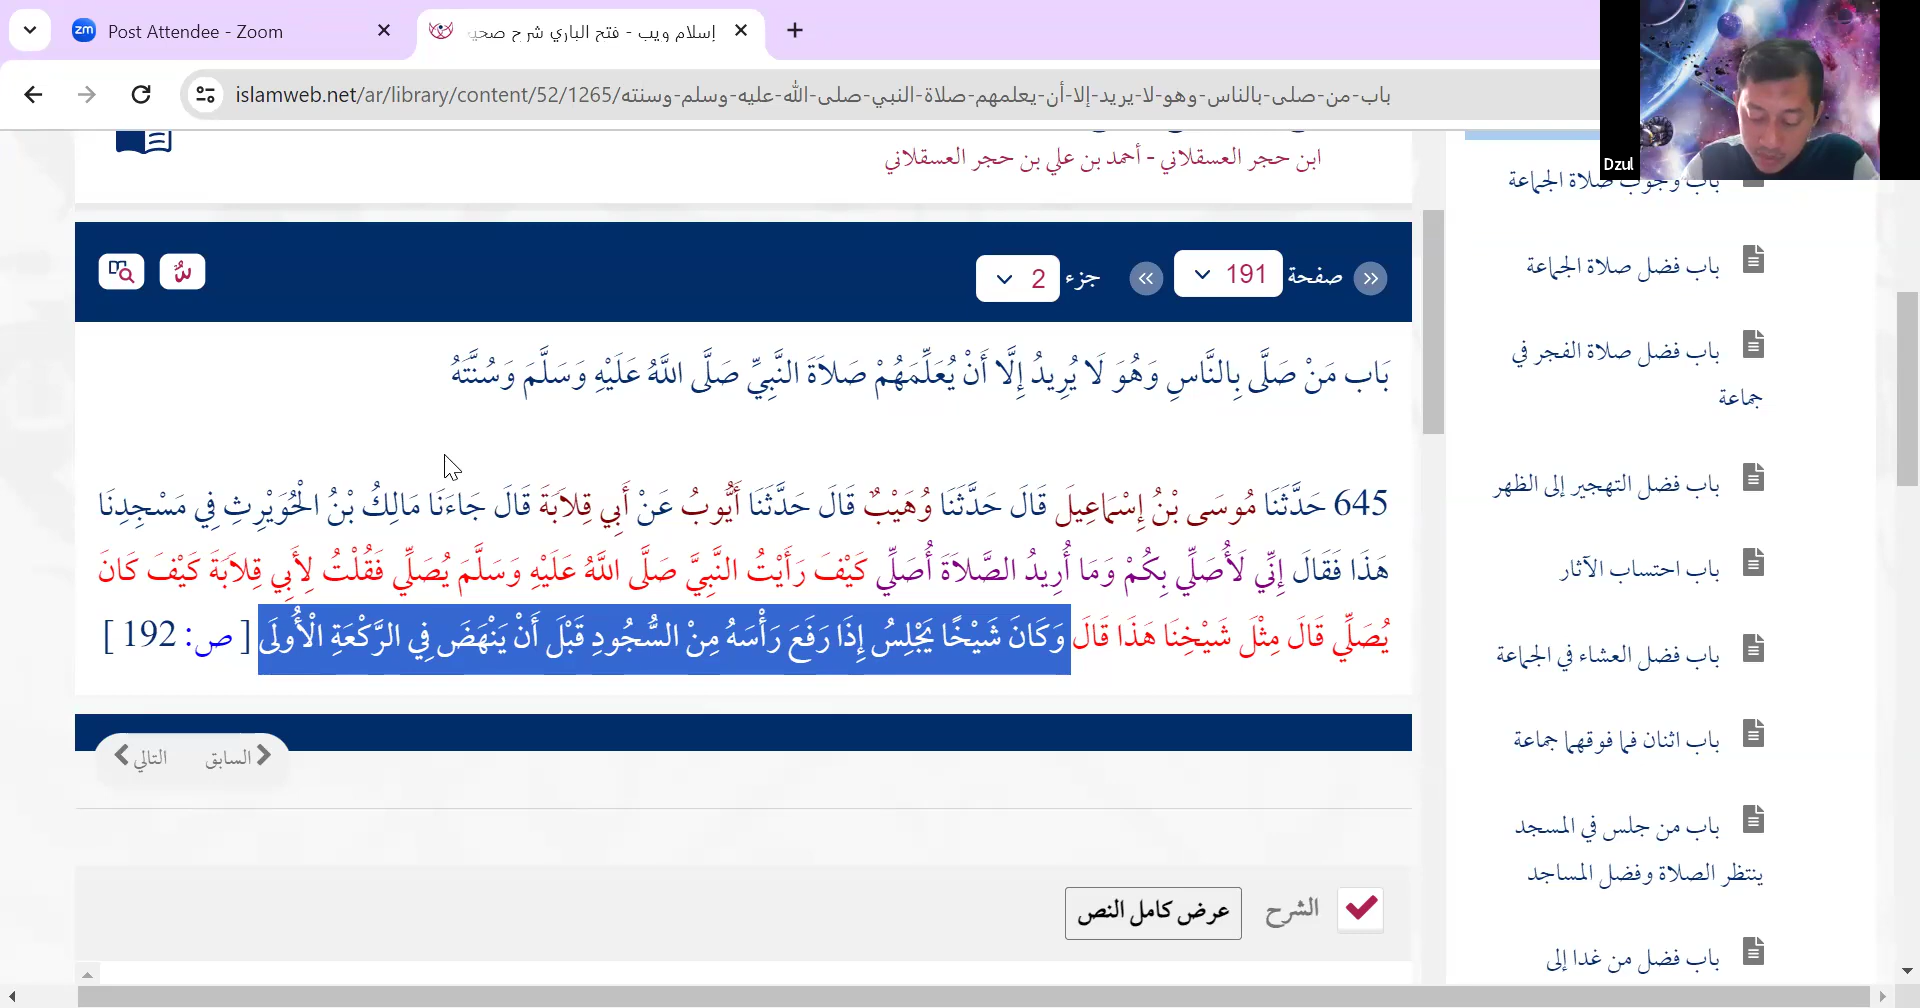 Post Attendee - Zoom
إسلام ويب - فتح الباري شرح صحيح
islamweb.net/ar/library/content/52/1265/باب-من-صلى-بالناس-وهو-لا-يريد-إلا-أن-يعلمهم-صلاة-النبي-صلى-الله-عليه-وسلم-وسنته
Dzul
ابن حجر العسقلاني - أحمد بن علي بن حجر العسقلاني
صفحة 191
جزء 2
بَاب مَنْ صَلَّى بِالنَّاسِ وَهُوَ لَا يُرِيدُ إِلَّا أَنْ يُعَلِّمَهُمْ صَلَاةَ النَّبِيِّ صَلَّى اللَّهُ عَلَيْهِ وَسَلَّمَ وَسُنَّتَهُ
645 حَدَّثَنَا مُوسَى بْنُ إِسْمَاعِيلَ قَالَ حَدَّثَنَا وُهَيْبٌ قَالَ حَدَّثَنَا أَيُّوبُ عَنْ أَبِي قِلَابَةَ قَالَ جَاءَنَا مَالِكُ بْنُ الْحُوَيْرِثِ فِي مَسْجِدِنَا
هَذَا فَقَالَ إِنِّي لَأُصَلِّي بِكُمْ وَمَا أُرِيدُ الصَّلَاةَ أُصَلِّي كَيْفَ رَأَيْتُ النَّبِيَّ صَلَّى اللَّهُ عَلَيْهِ وَسَلَّمَ يُصَلِّي فَقُلْتُ لِأَبِي قِلَابَةَ كَيْفَ كَانَ
يُصَلِّي قَالَ مِثْلَ شَيْخِنَا هَذَا قَالَ وَكَانَ شَيْخًا يَجْلِسُ إِذَا رَفَعَ رَأْسَهُ مِنْ السُّجُودِ قَبْلَ أَنْ يَنْهَضَ فِي الرَّكْعَةِ الْأُولَى [ ص: 192 ]
السابق
التالي
الشرح
عرض كامل النص
باب وجوب صلاة الجماعة
باب فضل صلاة الجماعة
باب فضل صلاة الفجر في
جماعة
باب فضل التهجير إلى الظهر
باب احتساب الآثار
باب فضل العشاء في الجماعة
باب اثنان فما فوقهما جماعة
باب من جلس في المسجد
ينتظر الصلاة وفضل المساجد
باب فضل من غدا إلى